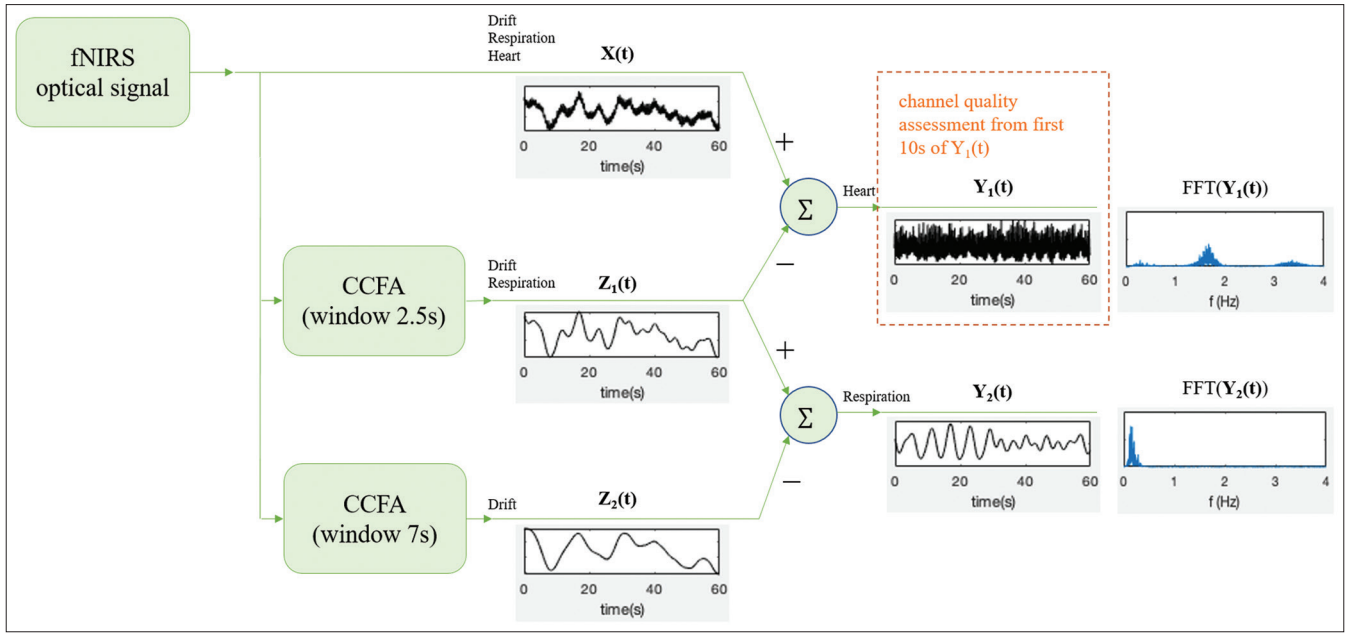 fNIRS
optical signal
Drift
Respiration
Heart
X(t)
0 20 40 60
time(s)
+
Σ
−
Heart
channel quality
assessment from first
10s of Y₁(t)
Y₁(t)
0 20 40 60
time(s)
FFT(Y₁(t))
0 1 2 3 4
f (Hz)
CCFA
(window 2.5s)
Drift
Respiration
Z₁(t)
0 20 40 60
time(s)
+
Σ
−
Respiration
Y₂(t)
0 20 40 60
time(s)
FFT(Y₂(t))
0 1 2 3 4
f (Hz)
CCFA
(window 7s)
Drift
Z₂(t)
0 20 40 60
time(s)